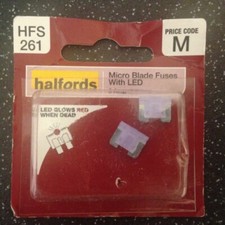 HFS
261
PRICE CODE
M
halfords
Micro Blade Fuses
With LED
LED GLOWS RED
WHEN DEAD